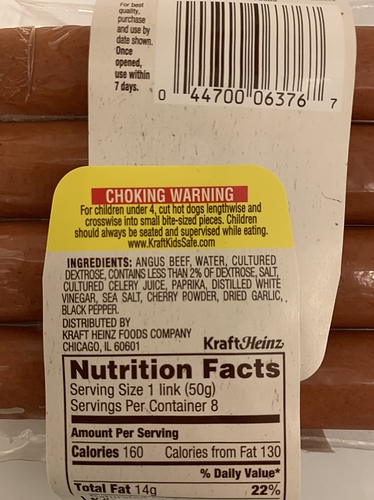 For best
quality,
purchase
and use by
date shown.
Once
opened,
use within
7 days.
0 44700 06376 7
CHOKING WARNING
For children under 4, cut hot dogs lengthwise and
crosswise into small bite-sized pieces. Children
should always be seated and supervised while eating.
www.KraftKidsSafe.com
INGREDIENTS: ANGUS BEEF, WATER, CULTURED
DEXTROSE, CONTAINS LESS THAN 2% OF DEXTROSE, SALT,
CULTURED CELERY JUICE, PAPRIKA, DISTILLED WHITE
VINEGAR, SEA SALT, CHERRY POWDER, DRIED GARLIC,
BLACK PEPPER.
DISTRIBUTED BY
KRAFT HEINZ FOODS COMPANY
CHICAGO, IL 60601
KraftHeinz
Nutrition Facts
Serving Size 1 link (50g)
Servings Per Container 8
Amount Per Serving
Calories 160 Calories from Fat 130
% Daily Value*
Total Fat 14g 22%